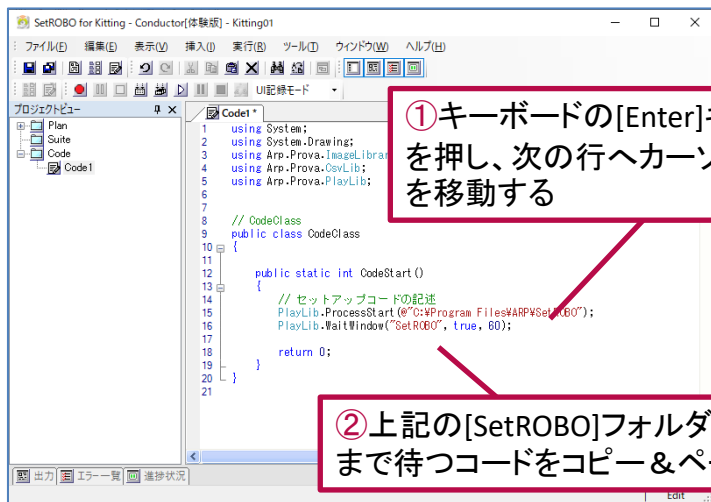 SetROBO for Kitting - Conductor[体験版] - Kitting01
ファイル(F) 編集(E) 表示(V) 挿入(I) 実行(R) ツール(T) ウィンドウ(W) ヘルプ(H)
UI記録モード
プロジェクトビュー
Plan
Suite
Code
Code1
Code1 *
1 using System;
2 using System.Drawing;
3 using Arp.Prova.ImageLibrar
4 using Arp.Prova.OsvLib;
5 using Arp.Prova.PlayLib;
6
7
8 // CodeClass
9 public class CodeClass
10 {
11
12 public static int CodeStart()
13 {
14 // セットアップコードの記述
15 PlayLib.ProcessStart(@"C:¥Program Files¥ARP¥SetROBO");
16 PlayLib.WaitWindow("SetROBO", true, 60);
17
18 return 0;
19 }
20 }
21
①キーボードの[Enter]キ
を押し、次の行へカーソ
を移動する
②上記の[SetROBO]フォルダ
まで待つコードをコピー＆ペー
出力 エラー一覧 進捗状況
Edit